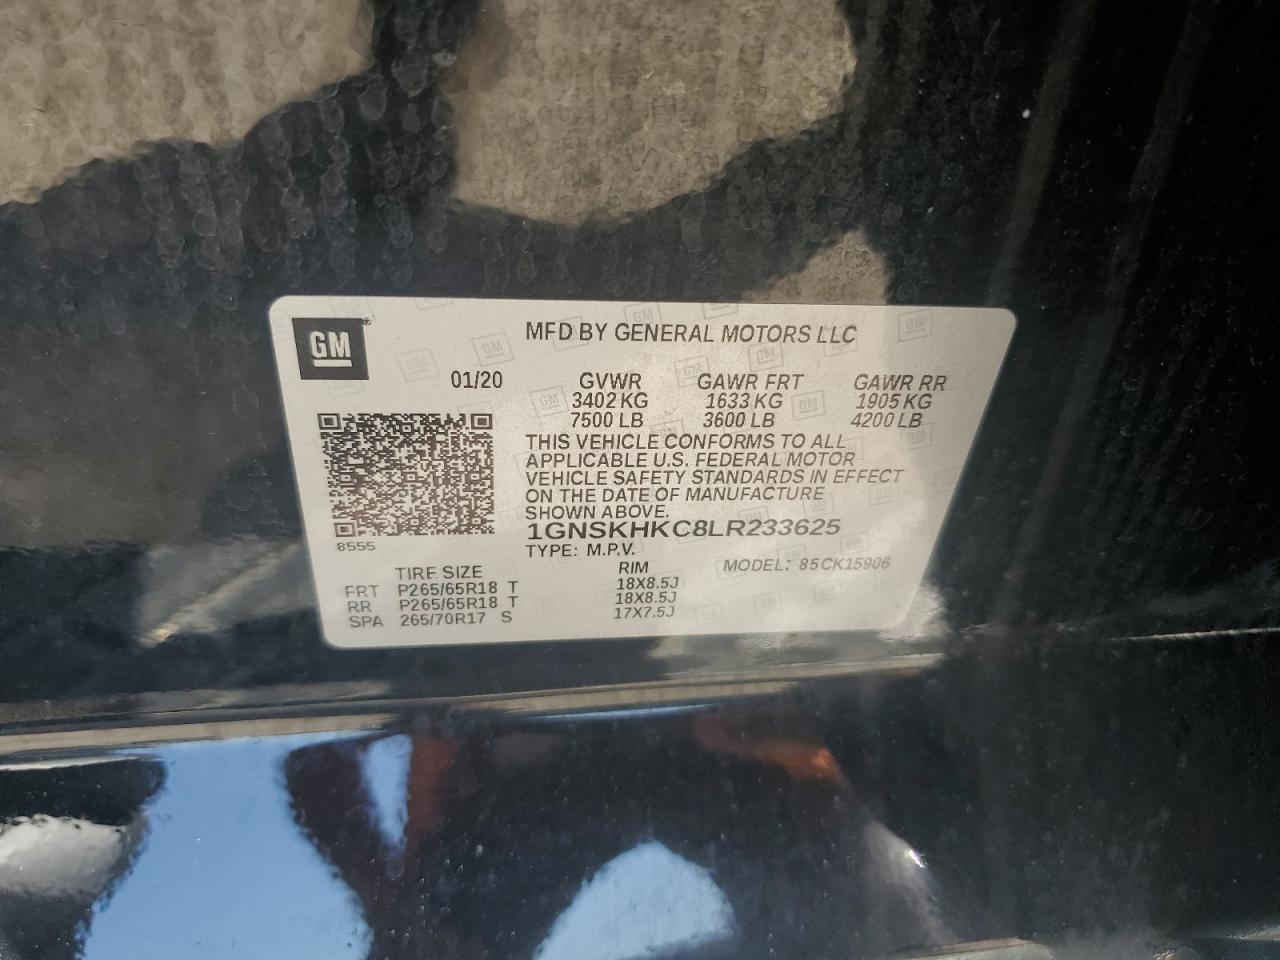 GM
MFD BY GENERAL MOTORS LLC
01/20 GVWR GAWR FRT GAWR RR
3402 KG 1633 KG 1905 KG
7500 LB 3600 LB 4200 LB
THIS VEHICLE CONFORMS TO ALL
APPLICABLE U.S. FEDERAL MOTOR
VEHICLE SAFETY STANDARDS IN EFFECT
ON THE DATE OF MANUFACTURE
SHOWN ABOVE.
1GNSKHKC8LR233625
8555
TYPE: M.P.V.
TIRE SIZE RIM MODEL: 85CK15906
FRT P265/65R18 T 18X8.5J
RR P265/65R18 T 18X8.5J
SPA 265/70R17 S 17X7.5J